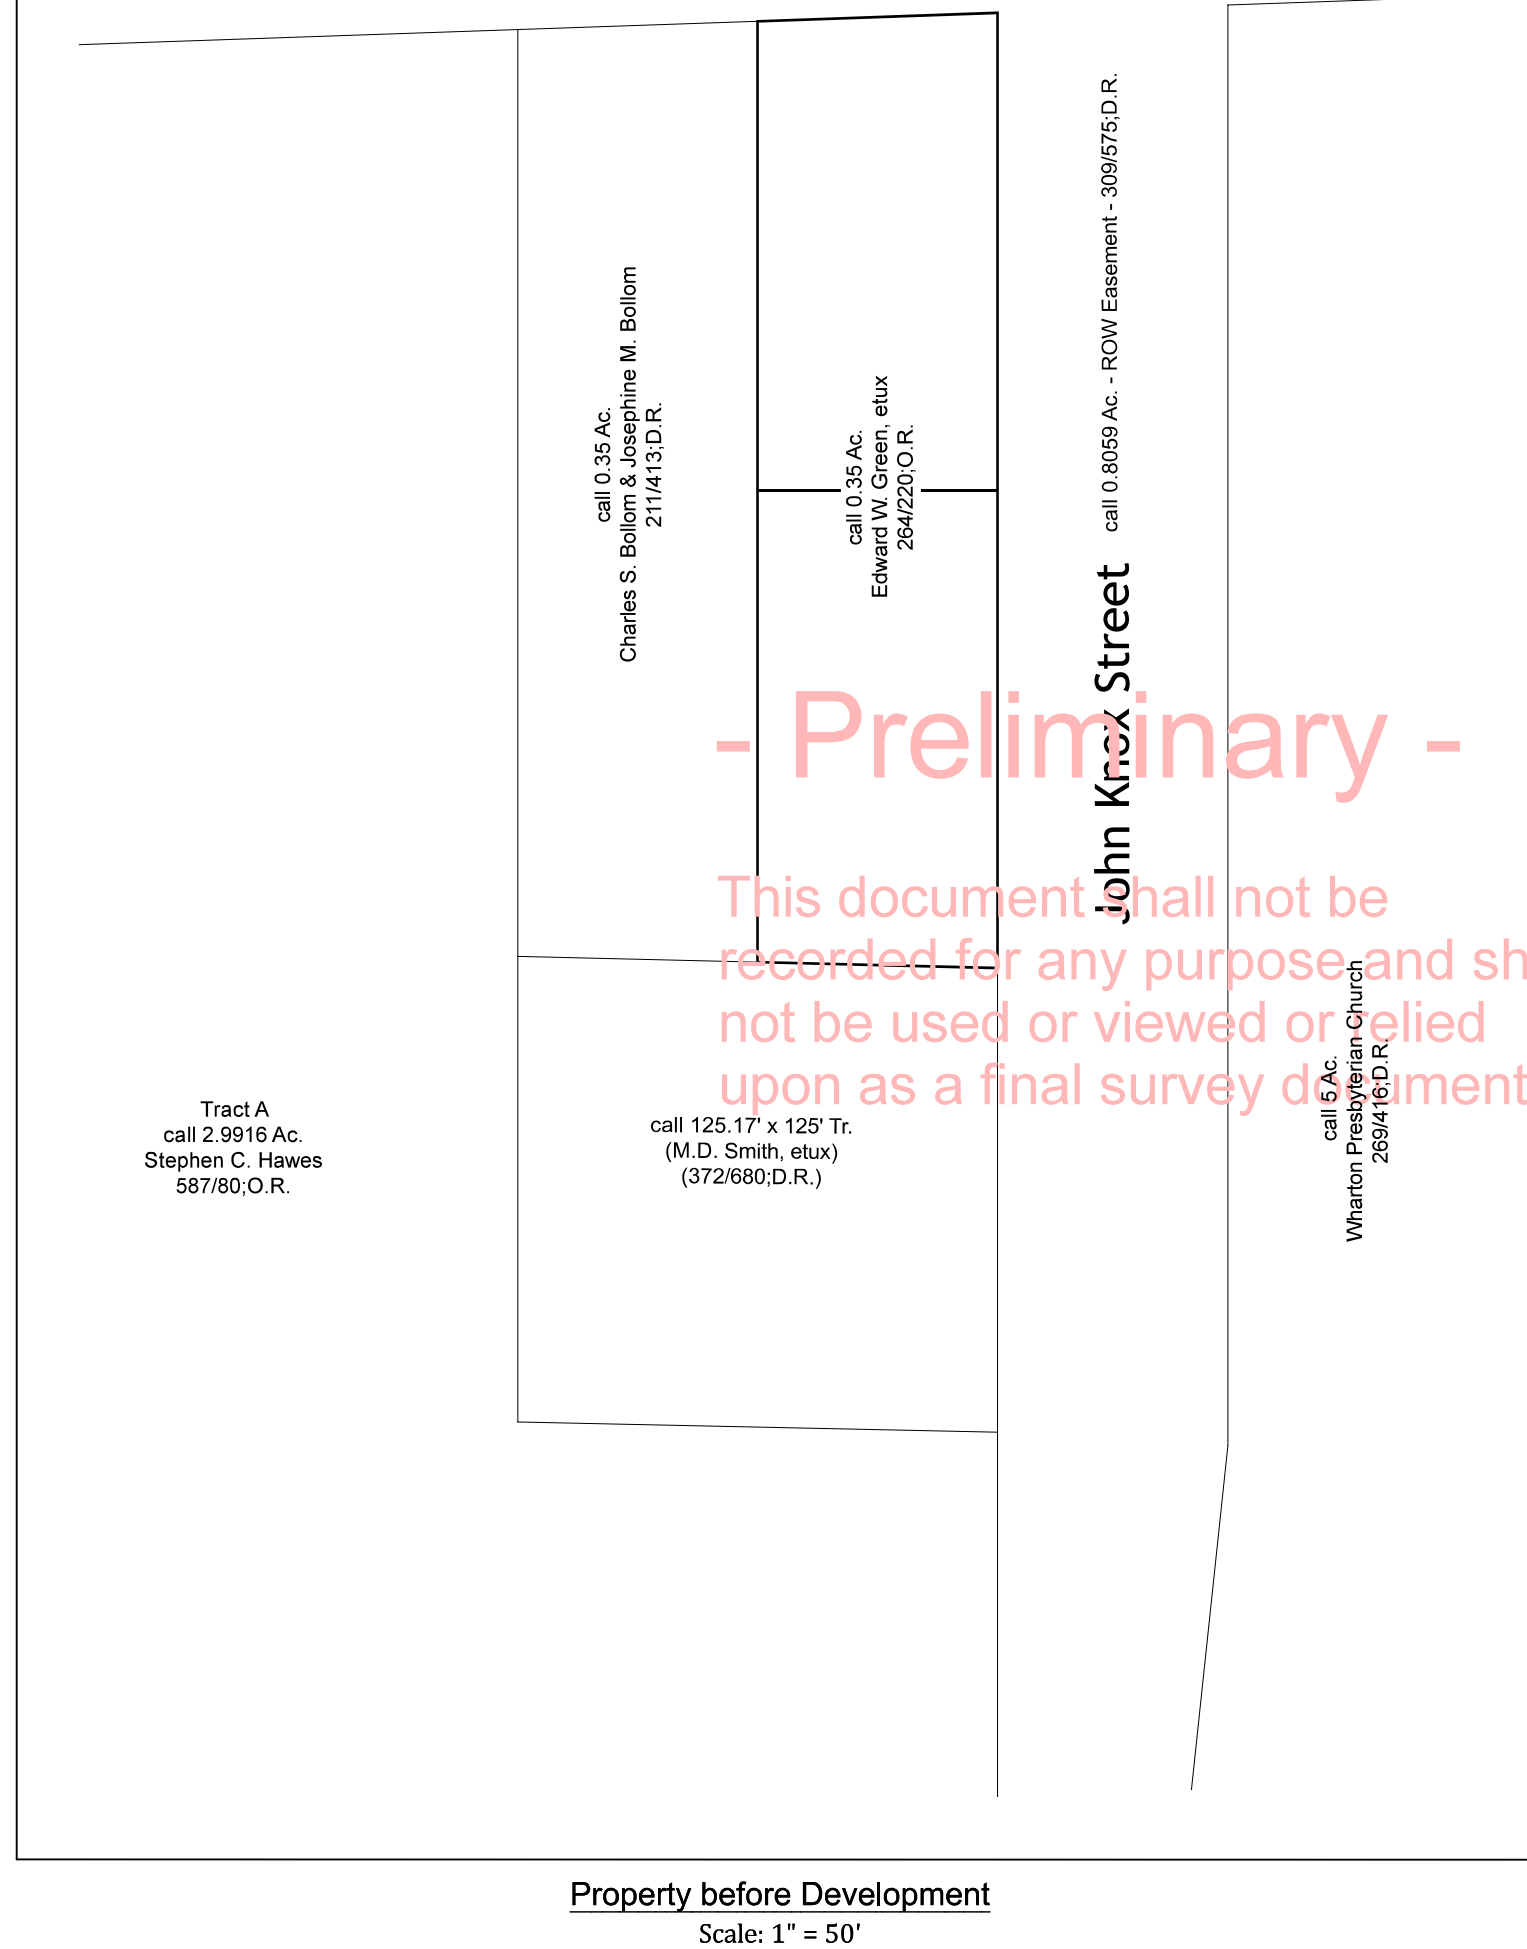 call 0.35 Ac.
Charles S. Bollom & Josephine M. Bollom
211/413;D.R.
call 0.35 Ac.
Edward W. Green, etux
264/220;O.R.
call 0.8059 Ac. - ROW Easement - 309/575;D.R.
John Knox Street
- Preliminary -
This document shall not be
recorded for any purpose and sh
not be used or viewed or relied
upon as a final survey document
call 5 Ac.
Wharton Presbyterian Church
269/416;D.R.
Tract A
call 2.9916 Ac.
Stephen C. Hawes
587/80;O.R.
call 125.17' x 125' Tr.
(M.D. Smith, etux)
(372/680;D.R.)
Property before Development
Scale: 1" = 50'